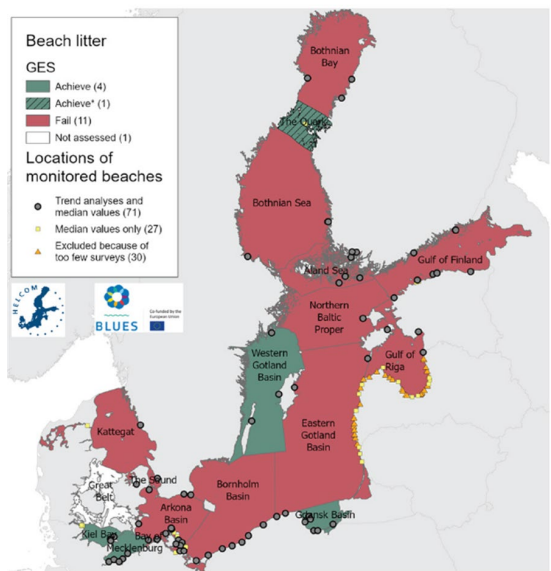 Beach litter
GES
Achieve (4)
Achieve* (1)
Fail (11)
Not assessed (1)
Locations of
monitored beaches
Trend analyses and
median values (71)
Median values only (27)
Excluded because of
too few surveys (30)
HELCOM
BLUES
Co-funded by the
European Union
Bothnian
Bay
The Quark
Bothnian Sea
Åland Sea
Gulf of Finland
Northern
Baltic
Proper
Western
Gotland
Basin
Gulf of
Riga
Eastern
Gotland
Basin
Kattegat
The Sound
Great
Belt
Bornholm
Basin
Arkona
Basin
Gdansk Basin
Kiel Bay
Bay of
Mecklenburg